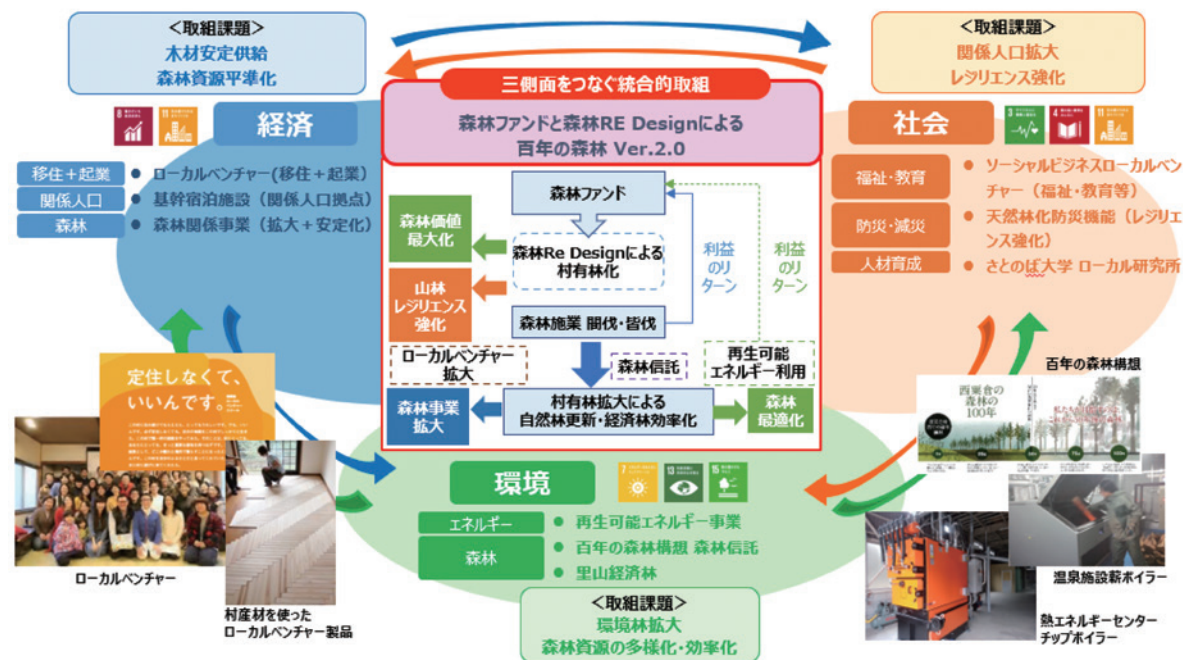 <取組課題>
木材安定供給
森林資源平準化
<取組課題>
関係人口拡大
レジリエンス強化
三側面をつなぐ統合的取組
森林ファンドと森林RE Designによる
百年の森林 Ver.2.0
8
11
経済
移住+起業
● ローカルベンチャー(移住+起業)
関係人口
● 基幹宿泊施設(関係人口拠点)
森林
● 森林関係事業(拡大+安定化)
3
4
11
社会
福祉・教育
● ソーシャルビジネスローカルベン
チャー(福祉・教育等)
防災・減災
● 天然林化防災機能(レジリ
エンス強化)
人材育成
● さとのば大学 ローカル研究所
森林ファンド
森林価値
最大化
森林Re Designによる
村有林化
山林
レジリエンス
強化
利益
のリ
ターン
利益
のリ
ターン
森林施業 間伐・皆伐
ローカルベンチャー
拡大
森林信託
再生可能
エネルギー利用
森林事業
拡大
村有林拡大による
自然林更新・経済林効率化
森林
最適化
環境
7
13
15
エネルギー
● 再生可能エネルギー事業
森林
● 百年の森林構想 森林信託
● 里山経済林
<取組課題>
環境林拡大
森林資源の多様化・効率化
定住しなくて、
いいんです。
ローカルベンチャー
村産材を使った
ローカルベンチャー製品
百年の森林構想
西粟倉の
森林の
100年
温泉施設薪ボイラー
熱エネルギーセンター
チップボイラー